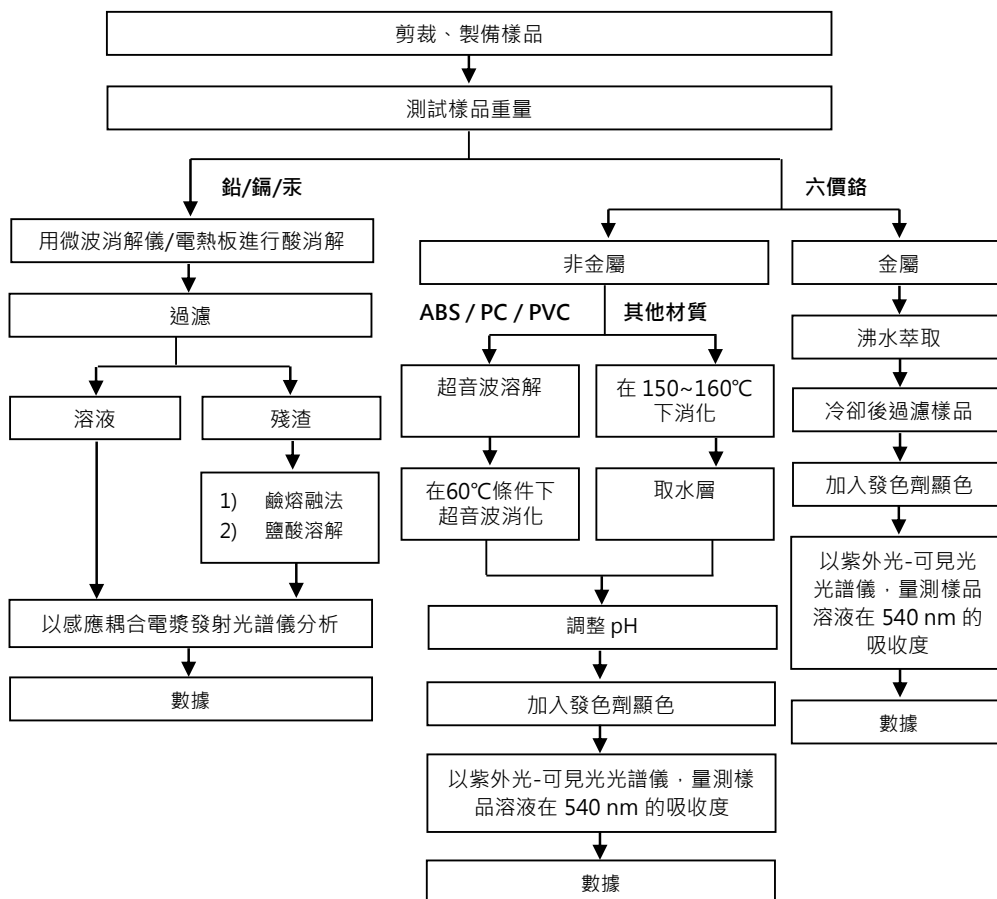 剪裁、製備樣品
測試樣品重量
鉛/鎘/汞
六價鉻
用微波消解儀/電熱板進行酸消解
過濾
溶液
殘渣
1) 鹼熔融法
2) 鹽酸溶解
以感應耦合電漿發射光譜儀分析
數據
非金屬
ABS / PC / PVC
其他材質
超音波溶解
在60℃條件下
超音波消化
在 150~160℃
下消化
取水層
調整 pH
加入發色劑顯色
以紫外光-可見光光譜儀，量測樣
品溶液在 540 nm 的吸收度
數據
金屬
沸水萃取
冷卻後過濾樣品
加入發色劑顯色
以紫外光-可見光
光譜儀，量測樣品
溶液在 540 nm 的
吸收度
數據